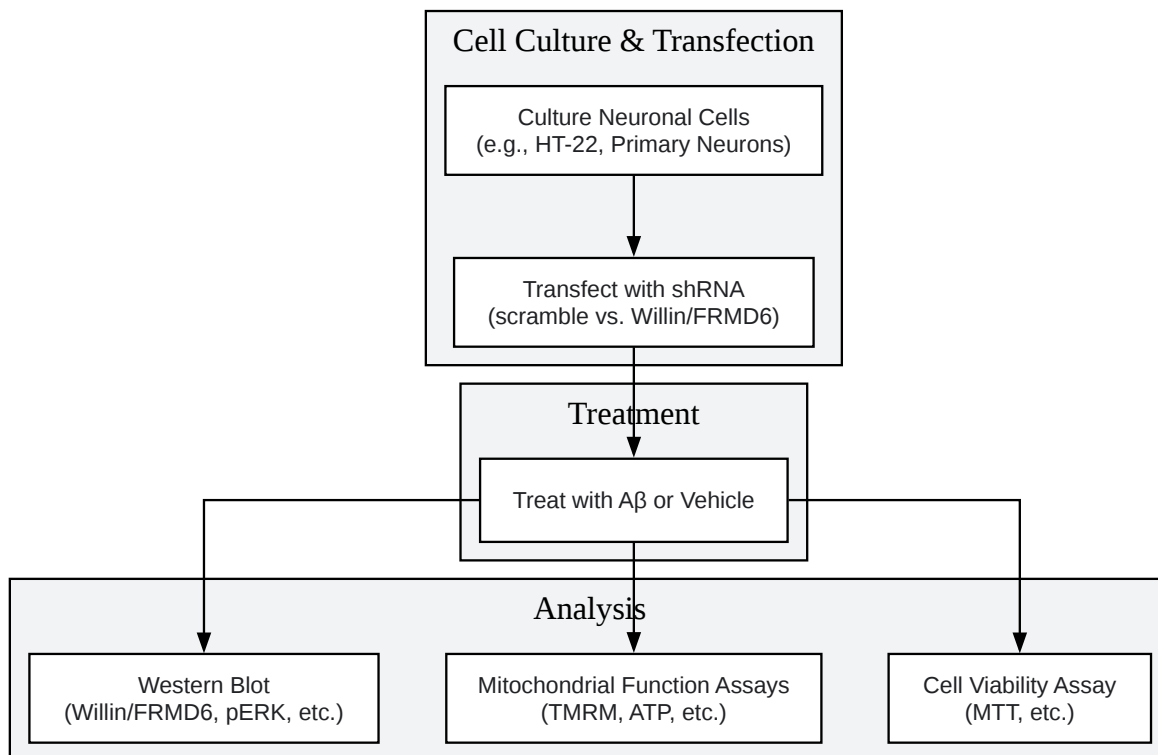 Cell Culture & Transfection
Culture Neuronal Cells
(e.g., HT-22, Primary Neurons)
Transfect with shRNA
(scramble vs. Willin/FRMD6)
Treatment
Treat with Aβ or Vehicle
Analysis
Western Blot
(Willin/FRMD6, pERK, etc.)
Mitochondrial Function Assays
(TMRM, ATP, etc.)
Cell Viability Assay
(MTT, etc.)